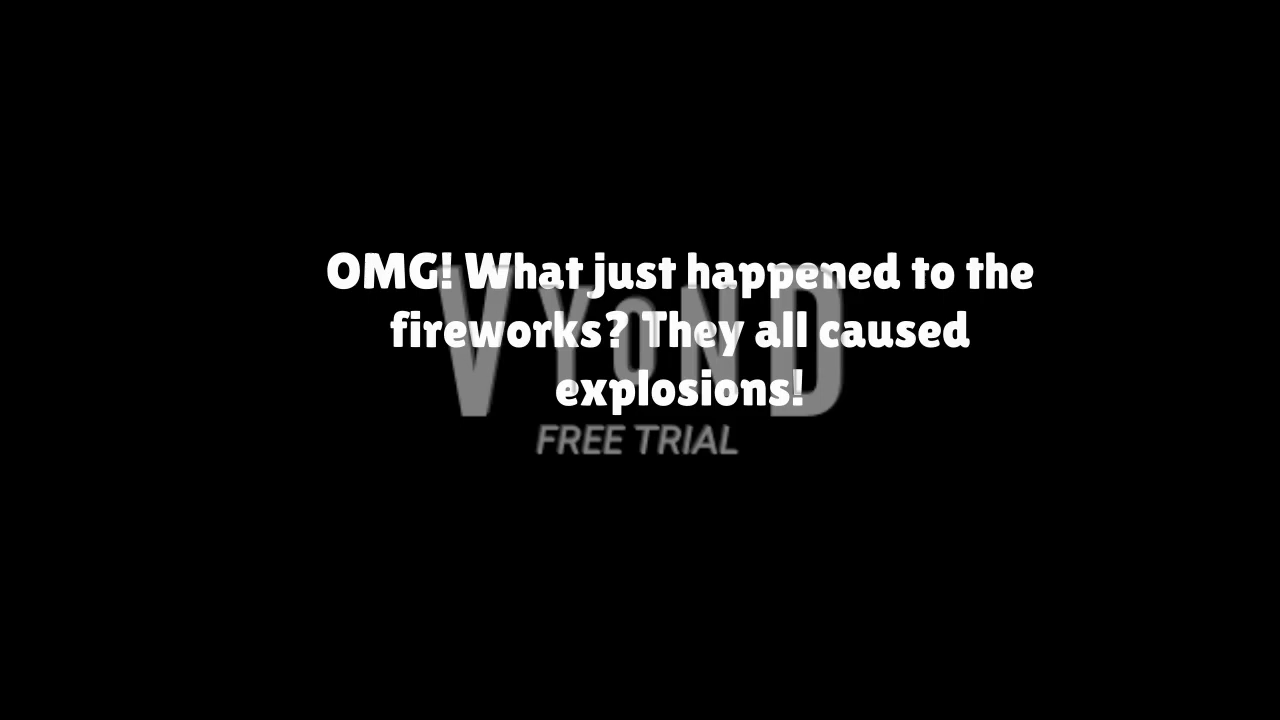 OMG! What just happened to the
fireworks? They all caused
explosions!
VYOND
FREE TRIAL